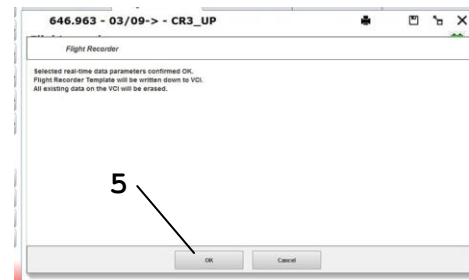 646.963 - 03/09-> - CR3_UP
Flight Recorder
Selected real-time data parameters confirmed OK.
Flight Recorder Template will be written down to VCI.
All existing data on the VCI will be erased.
5
OK
Cancel